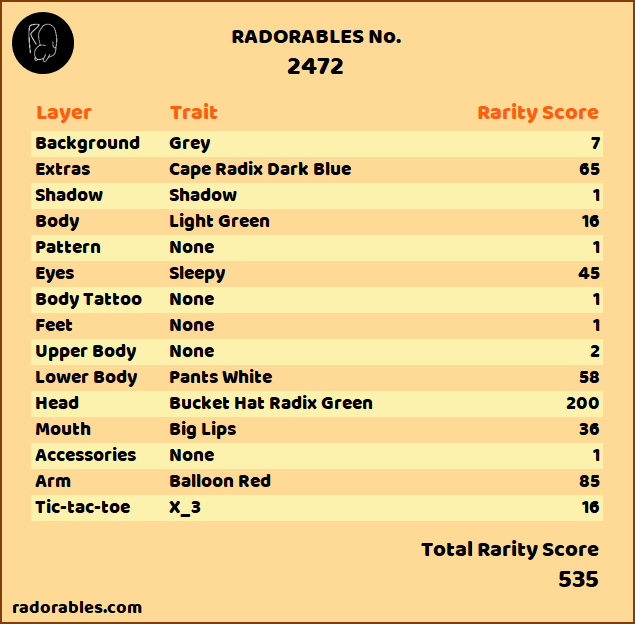 RADORABLES No.
2472
Layer Trait Rarity Score
Background Grey 7
Extras Cape Radix Dark Blue 65
Shadow Shadow 1
Body Light Green 16
Pattern None 1
Eyes Sleepy 45
Body Tattoo None 1
Feet None 1
Upper Body None 2
Lower Body Pants White 58
Head Bucket Hat Radix Green 200
Mouth Big Lips 36
Accessories None 1
Arm Balloon Red 85
Tic-tac-toe X_3 16
Total Rarity Score
535
radorables.com